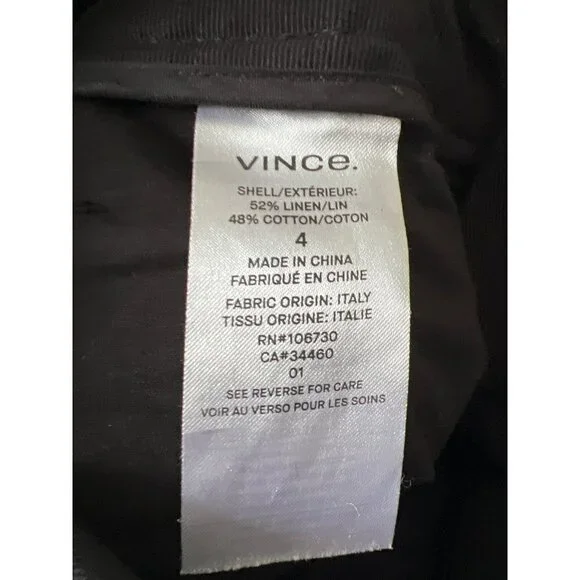 VINCe.
SHELL/EXTÉRIEUR:
52% LINEN/LIN
48% COTTON/COTON
4
MADE IN CHINA
FABRIQUÉ EN CHINE
FABRIC ORIGIN: ITALY
TISSU ORIGINE: ITALIE
RN#106730
CA#34460
01
SEE REVERSE FOR CARE
VOIR AU VERSO POUR LES SOINS